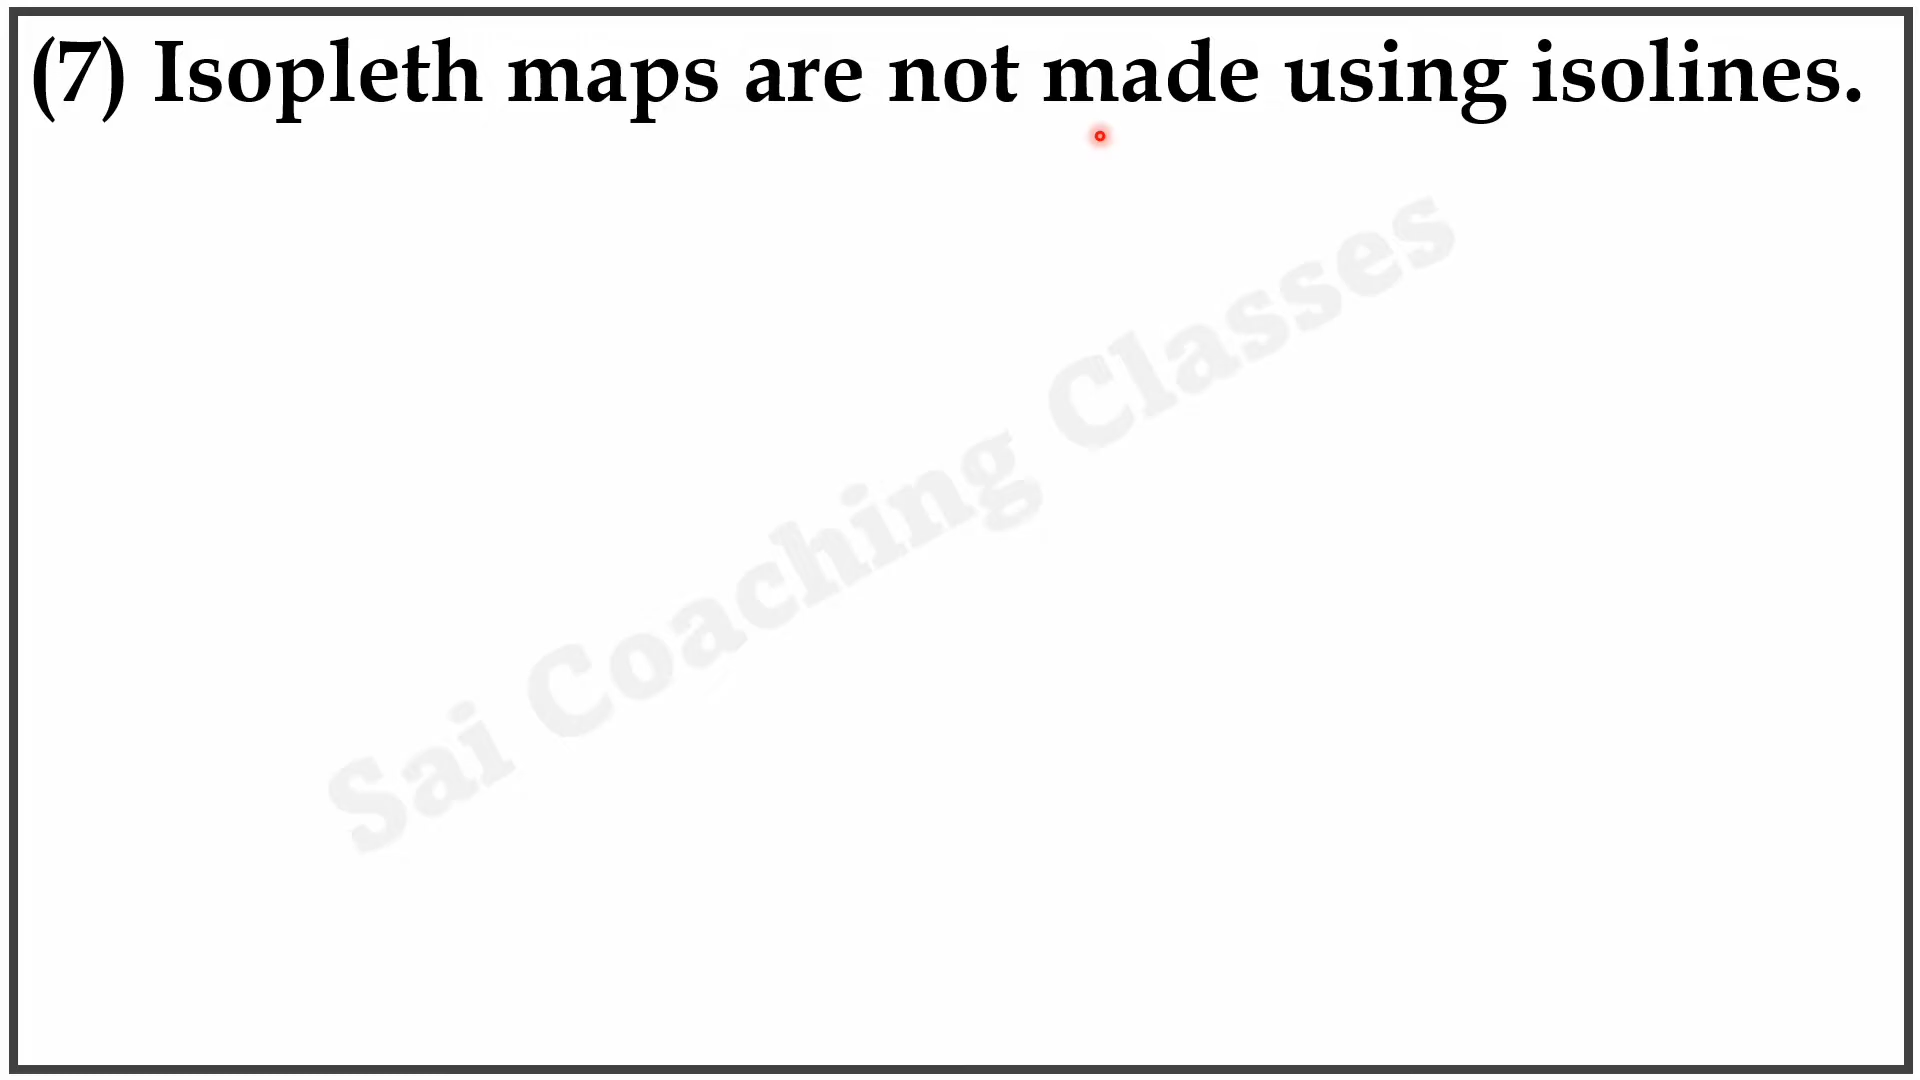 (7) Isopleth maps are not made using isolines.
Sai Coaching Classes